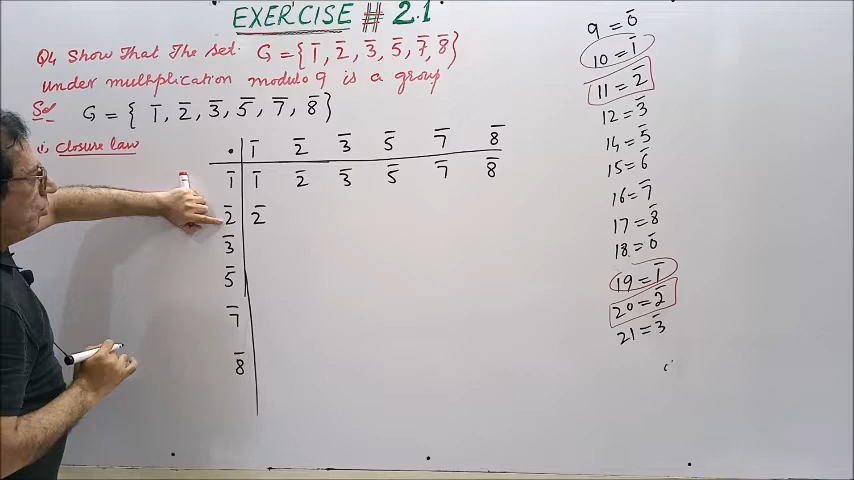 EXERCISE # 2.1
Q4 Show That The Set G = { 1̄, 2̄, 3̄, 5̄, 7̄, 8̄ }
under multiplication modulo 9 is a group
Sol G = { 1̄, 2̄, 3̄, 5̄, 7̄, 8̄ }
i, Closure law
• 1̄ 2̄ 3̄ 5̄ 7̄ 8̄
1̄ 1̄ 2̄ 3̄ 5̄ 7̄ 8̄
2̄ 2̄
3̄
5̄
7̄
8̄
9 = 0̄
10 = 1̄
11 = 2̄
12 = 3̄
14 = 5̄
15 = 6̄
16 = 7̄
17 = 8̄
18 = 0̄
19 = 1̄
20 = 2̄
21 = 3̄